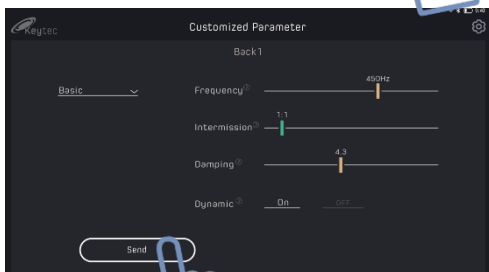 Keytec
Customized Parameter
Back1
Basic
Frequency 450Hz
Intermission 1:1
Damping 4.3
Dynamic On OFF
Send